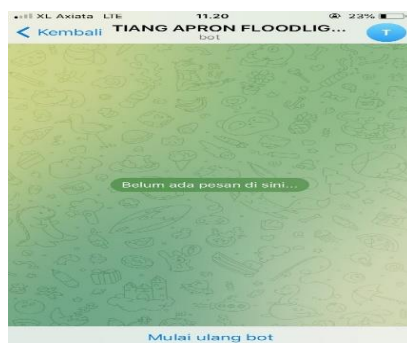 XL Axiata LTE 11.20 23%
Kembali TIANG APRON FLOODLIG... T
bot
Belum ada pesan di sini...
Mulai ulang bot